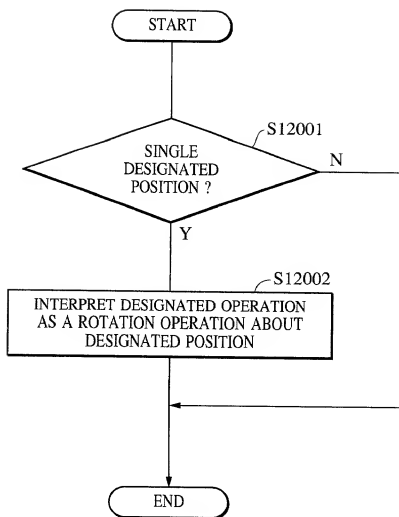 START
S12001
SINGLE
DESIGNATED
POSITION ?
N
Y
S12002
INTERPRET DESIGNATED OPERATION
AS A ROTATION OPERATION ABOUT
DESIGNATED POSITION
END